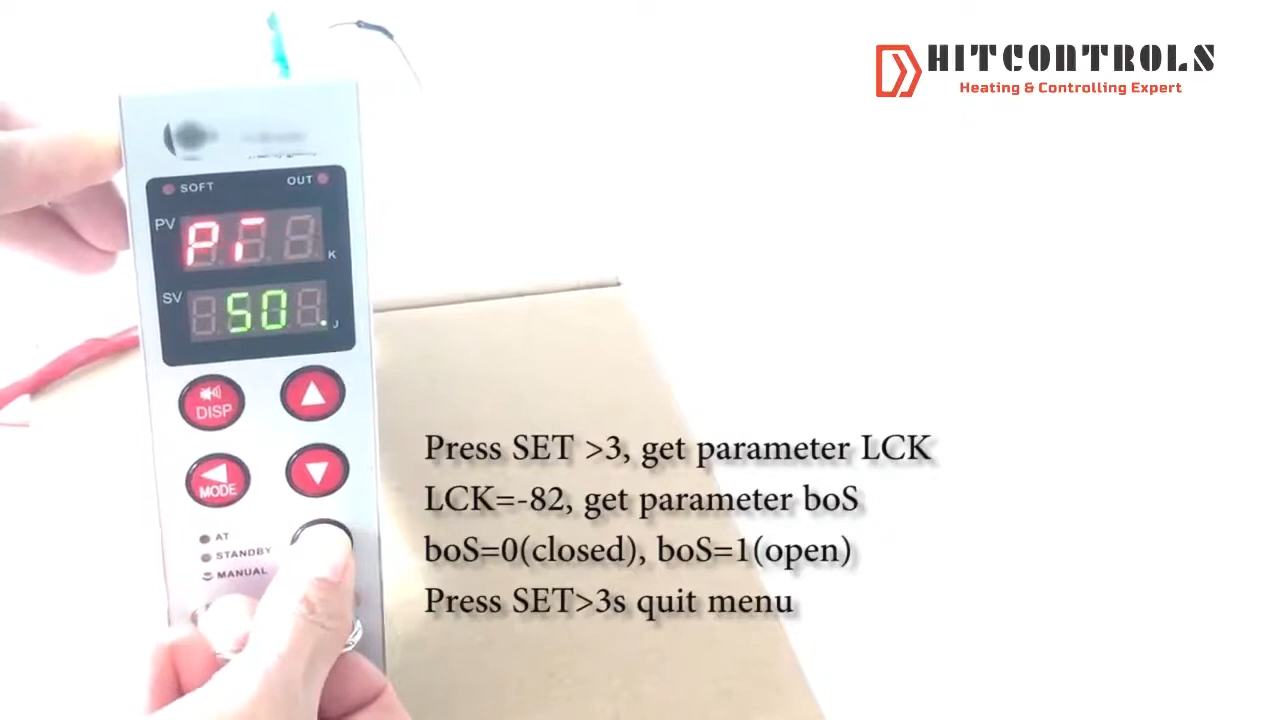 HITCONTROLS
Heating & Controlling Expert
SOFT OUT
PV
K
SV 50. J
DISP
MODE
AT
STANDBY
MANUAL
Press SET >3, get parameter LCK
LCK=-82, get parameter boS
boS=0(closed), boS=1(open)
Press SET>3s quit menu